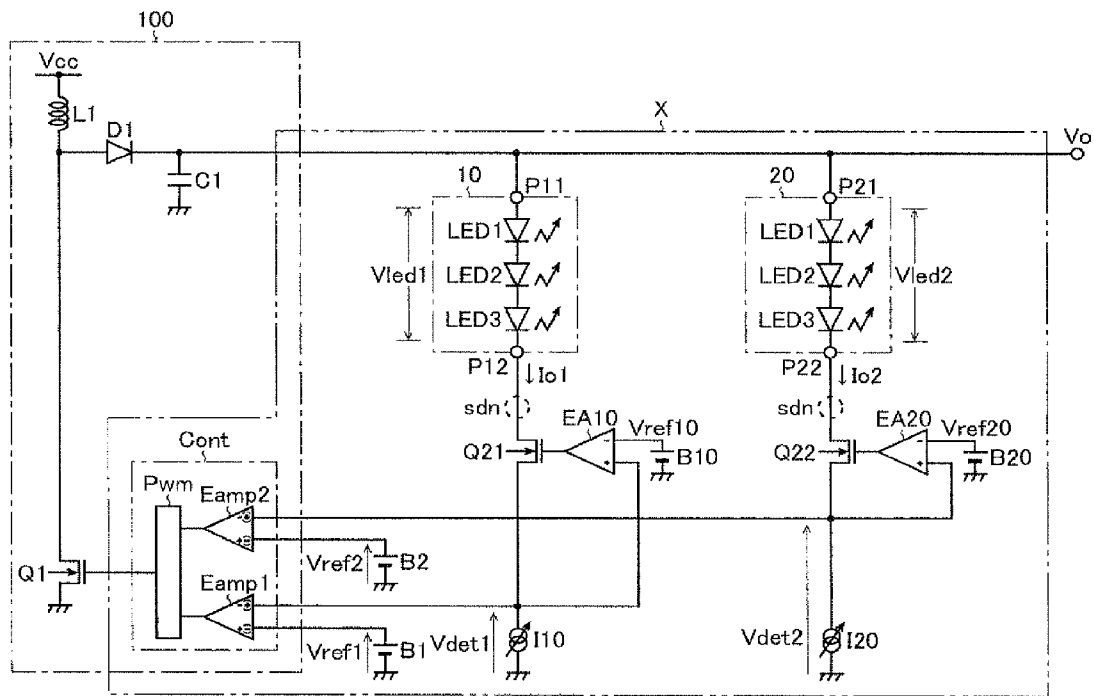 100
Vcc
L1
D1
C1
X
Vo
10
P11
LED1
LED2
LED3
Vled1
P12
Io1
sdn
EA10
Vref10
Q21
B10
20
P21
LED1
LED2
LED3
Vled2
P22
Io2
sdn
EA20
Vref20
Q22
B20
Cont
Pwm
Eamp2
Vref2
B2
Q1
Eamp1
Vref1
B1
Vdet1
I10
Vdet2
I20